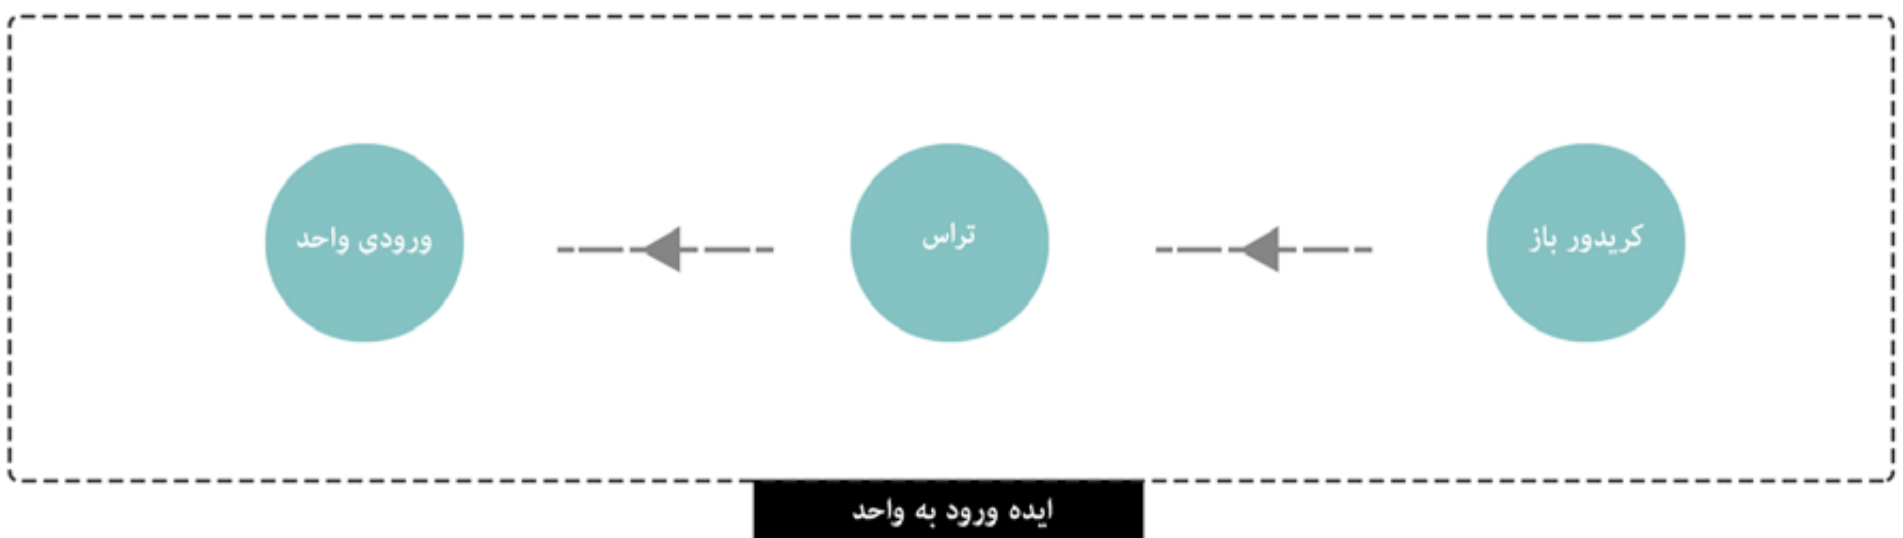 کریدور باز
تراس
ورودی واحد
ایده ورود به واحد